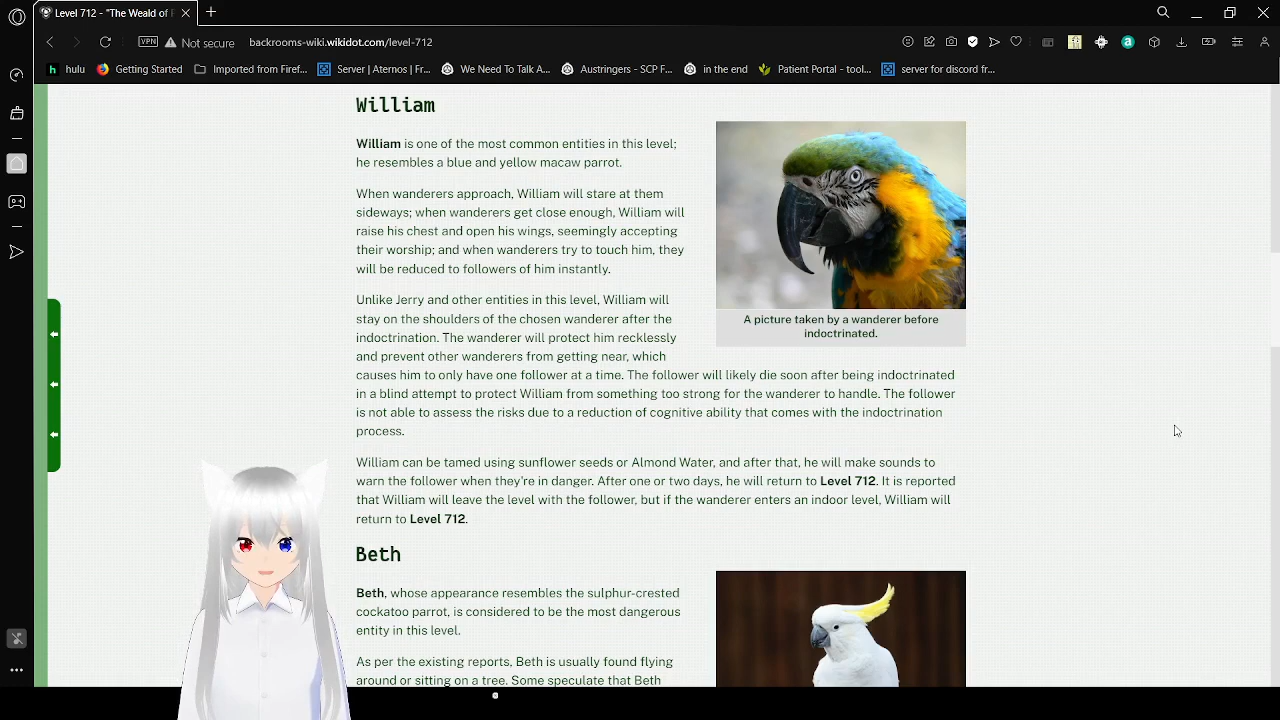 Level 712 - "The Weald of
VPN
Not secure
backrooms-wiki.wikidot.com/level-712
hulu
Getting Started
Imported from Firef...
Server | Aternos | Fr...
We Need To Talk A...
Austringers - SCP F...
in the end
Patient Portal - tool...
server for discord fr...
William
William is one of the most common entities in this level;
he resembles a blue and yellow macaw parrot.
When wanderers approach, William will stare at them
sideways; when wanderers get close enough, William will
raise his chest and open his wings, seemingly accepting
their worship; and when wanderers try to touch him, they
will be reduced to followers of him instantly.
A picture taken by a wanderer before
indoctrinated.
Unlike Jerry and other entities in this level, William will
stay on the shoulders of the chosen wanderer after the
indoctrination. The wanderer will protect him recklessly
and prevent other wanderers from getting near, which
causes him to only have one follower at a time. The follower will likely die soon after being indoctrinated
in a blind attempt to protect William from something too strong for the wanderer to handle. The follower
is not able to assess the risks due to a reduction of cognitive ability that comes with the indoctrination
process.
William can be tamed using sunflower seeds or Almond Water, and after that, he will make sounds to
warn the follower when they're in danger. After one or two days, he will return to Level 712. It is reported
that William will leave the level with the follower, but if the wanderer enters an indoor level, William will
return to Level 712.
Beth
Beth, whose appearance resembles the sulphur-crested
cockatoo parrot, is considered to be the most dangerous
entity in this level.
As per the existing reports, Beth is usually found flying
around or sitting on a tree. Some speculate that Beth